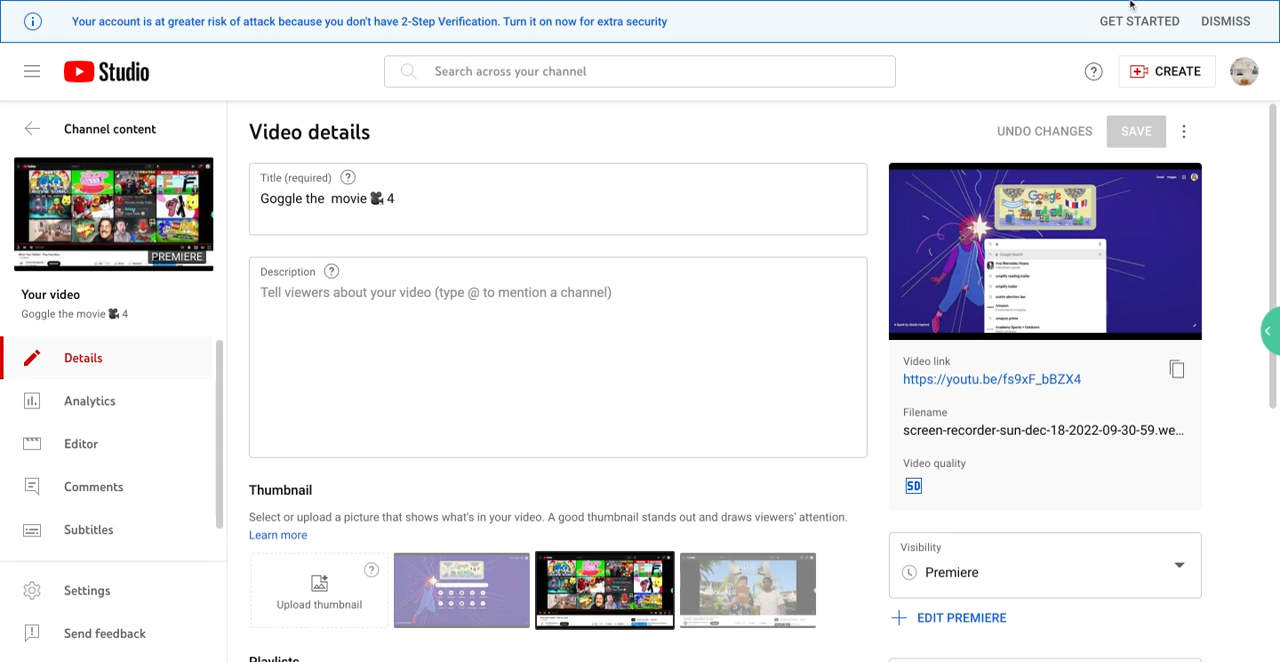 Your account is at greater risk of attack because you don't have 2-Step Verification. Turn it on now for extra security
GET STARTED
DISMISS
Studio
Search across your channel
CREATE
Channel content
Video details
UNDO CHANGES
SAVE
PREMIERE
Your video
Goggle the movie 🎥 4
Details
Analytics
Editor
Comments
Subtitles
Settings
Send feedback
Title (required)
Goggle the  movie 🎥 4
Description
Tell viewers about your video (type @ to mention a channel)
Thumbnail
Select or upload a picture that shows what's in your video. A good thumbnail stands out and draws viewers' attention.
Learn more
Upload thumbnail
Playlists
Google
Video link
https://youtu.be/fs9xF_bBZX4
Filename
screen-recorder-sun-dec-18-2022-09-30-59.we...
Video quality
SD
Visibility
Premiere
EDIT PREMIERE